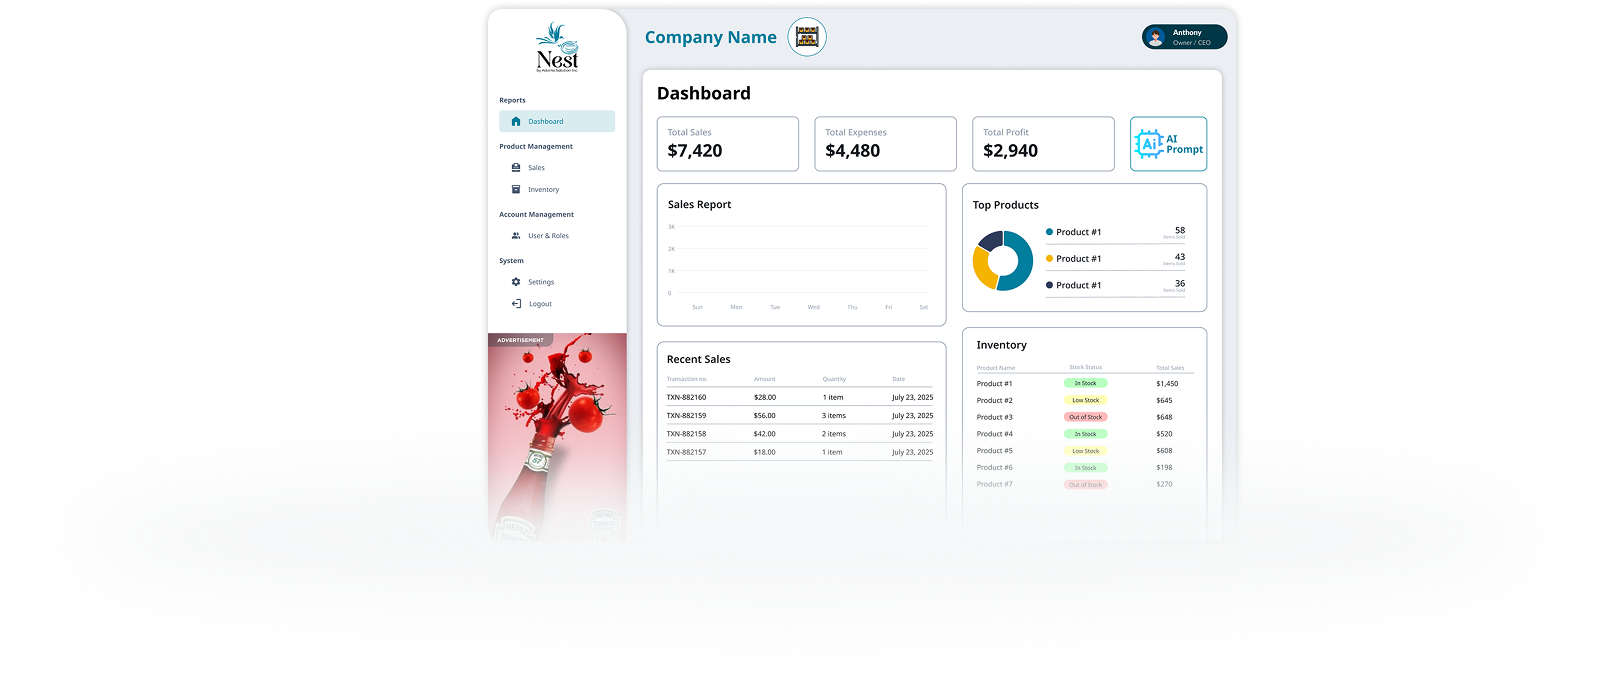 Nest
by Adorna Solution Inc.
Reports
Dashboard
Product Management
Sales
Inventory
Account Management
User & Roles
System
Settings
Logout
ADVERTISEMENT
HEINZ
57
HEINZ
TOMATO
Company Name
Anthony
Owner / CEO
Dashboard
Total Sales
$7,420
Total Expenses
$4,480
Total Profit
$2,940
Ai
AI
Prompt
Sales Report
3K
2K
1K
0
Sun Mon Tue Wed Thu Fri Sat
Top Products
Product #1 58
Items Sold
Product #1 43
Items Sold
Product #1 36
Items Sold
Recent Sales
Transaction no. Amount Quantity Date
TXN-882160 $28.00 1 item July 23, 2025
TXN-882159 $56.00 3 items July 23, 2025
TXN-882158 $42.00 2 items July 23, 2025
TXN-882157 $18.00 1 item July 23, 2025
Inventory
Product Name Stock Status Total Sales
Product #1 In Stock $1,450
Product #2 Low Stock $645
Product #3 Out of Stock $648
Product #4 In Stock $520
Product #5 Low Stock $608
Product #6 In Stock $198
Product #7 Out of Stock $270